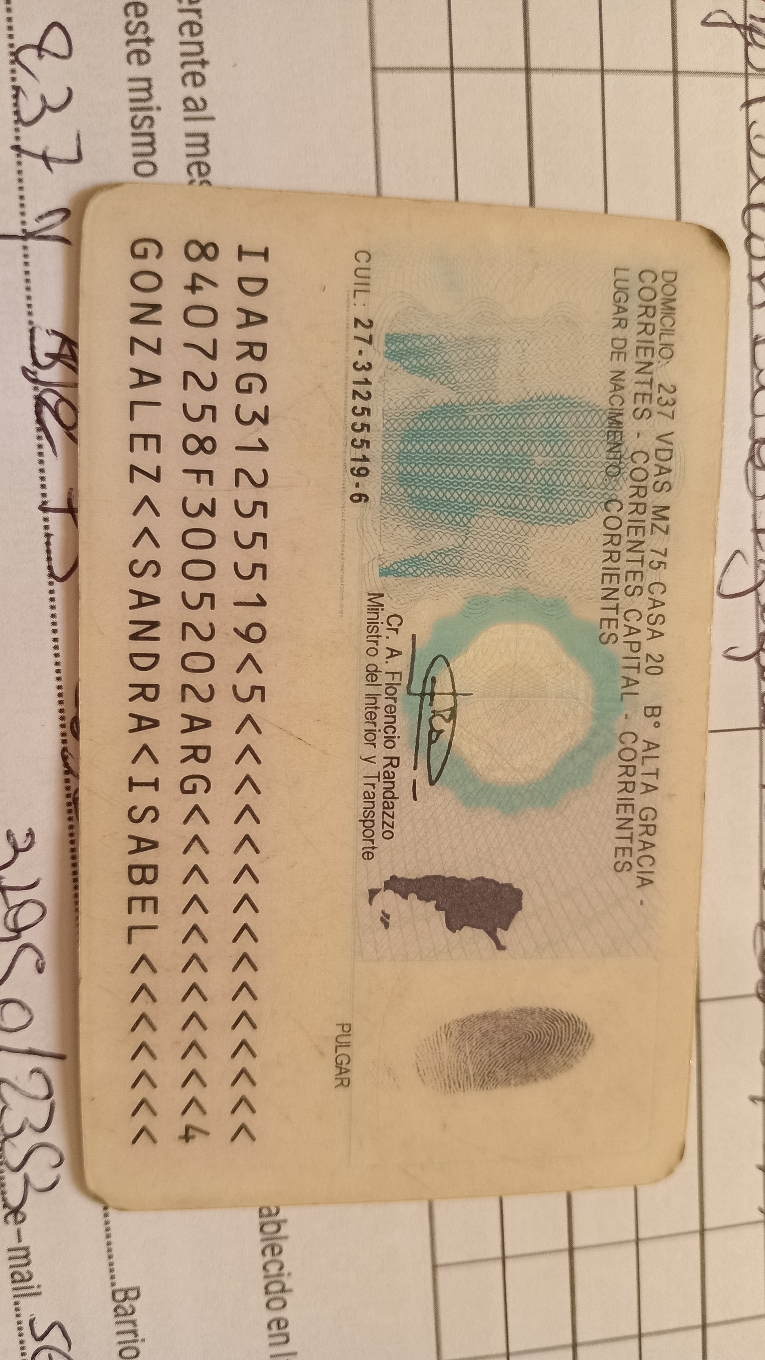 DOMICILIO: 237 VDAS MZ 75 CASA 20 B° ALTA GRACIA -
CORRIENTES - CORRIENTES CAPITAL - CORRIENTES
LUGAR DE NACIMIENTO: CORRIENTES
Cr. A. Florencio Randazzo
Ministro del Interior y Transporte
CUIL: 27-31255519-6
PULGAR
IDARG31255519<5<<<<<<<<<<<<<<<
8407258F3005202ARG<<<<<<<<<<<4
GONZALEZ<<SANDRA<ISABEL<<<<<<<
erente al mes
ablecido en l
este mismo
Barrio
237 V
e-mail